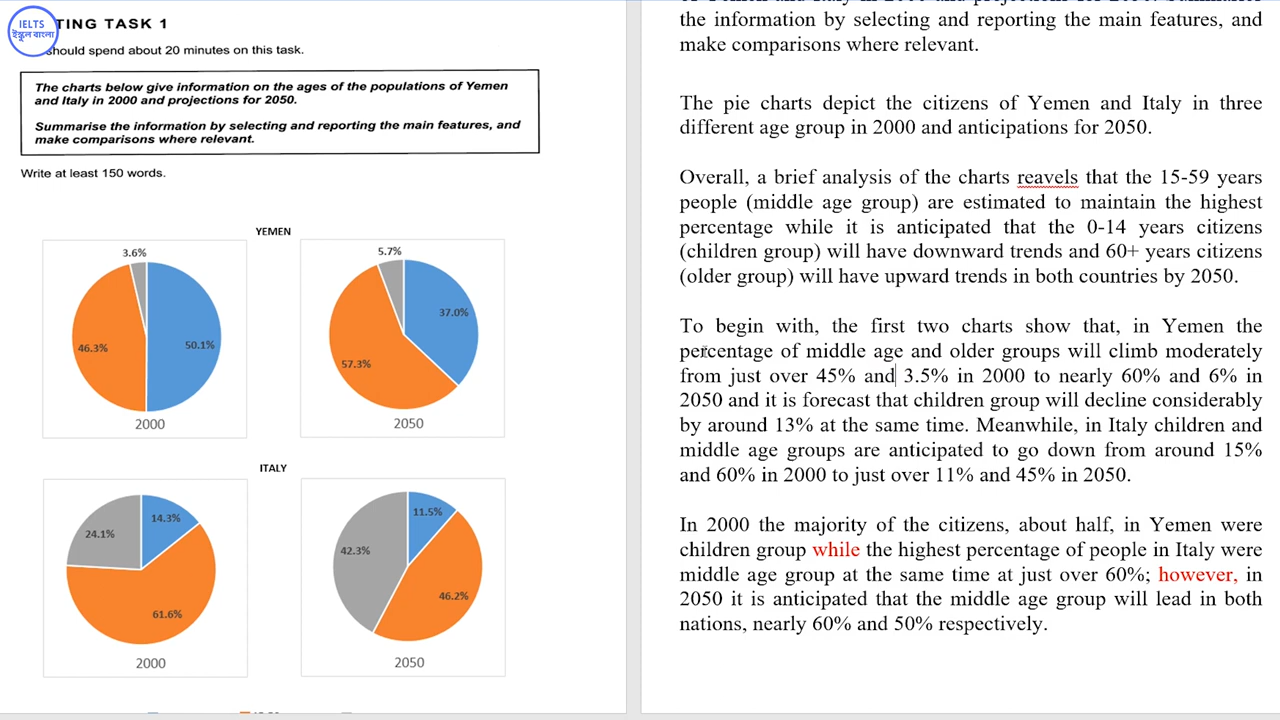 IELTS
ইস্কুল বাংলা
TING TASK 1
should spend about 20 minutes on this task.
The charts below give information on the ages of the populations of Yemen
and Italy in 2000 and projections for 2050.
Summarise the information by selecting and reporting the main features, and
make comparisons where relevant.
Write at least 150 words.
YEMEN
3.6%
46.3%
50.1%
2000
5.7%
37.0%
57.3%
2050
ITALY
14.3%
24.1%
61.6%
2000
11.5%
42.3%
46.2%
2050
the information by selecting and reporting the main features, and
make comparisons where relevant.
The pie charts depict the citizens of Yemen and Italy in three
different age group in 2000 and anticipations for 2050.
Overall, a brief analysis of the charts reavels that the 15-59 years
people (middle age group) are estimated to maintain the highest
percentage while it is anticipated that the 0-14 years citizens
(children group) will have downward trends and 60+ years citizens
(older group) will have upward trends in both countries by 2050.
To begin with, the first two charts show that, in Yemen the
percentage of middle age and older groups will climb moderately
from just over 45% and 3.5% in 2000 to nearly 60% and 6% in
2050 and it is forecast that children group will decline considerably
by around 13% at the same time. Meanwhile, in Italy children and
middle age groups are anticipated to go down from around 15%
and 60% in 2000 to just over 11% and 45% in 2050.
In 2000 the majority of the citizens, about half, in Yemen were
children group while the highest percentage of people in Italy were
middle age group at the same time at just over 60%; however, in
2050 it is anticipated that the middle age group will lead in both
nations, nearly 60% and 50% respectively.